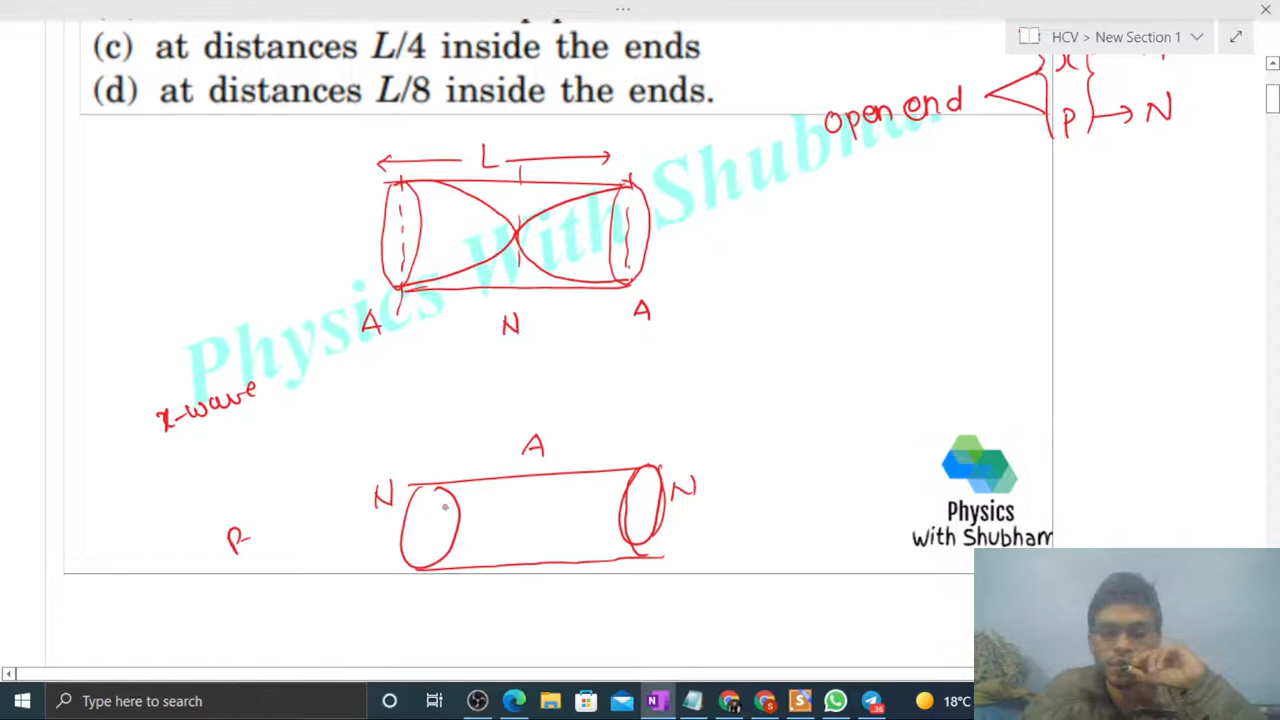 ...
HCV > New Section 1
(c) at distances L/4 inside the ends
(d) at distances L/8 inside the ends.
open end
P → N
L
Physics With Shubham
A N A
x-wave
A
N N
P
Physics
With Shubham
Type here to search
36
18°C